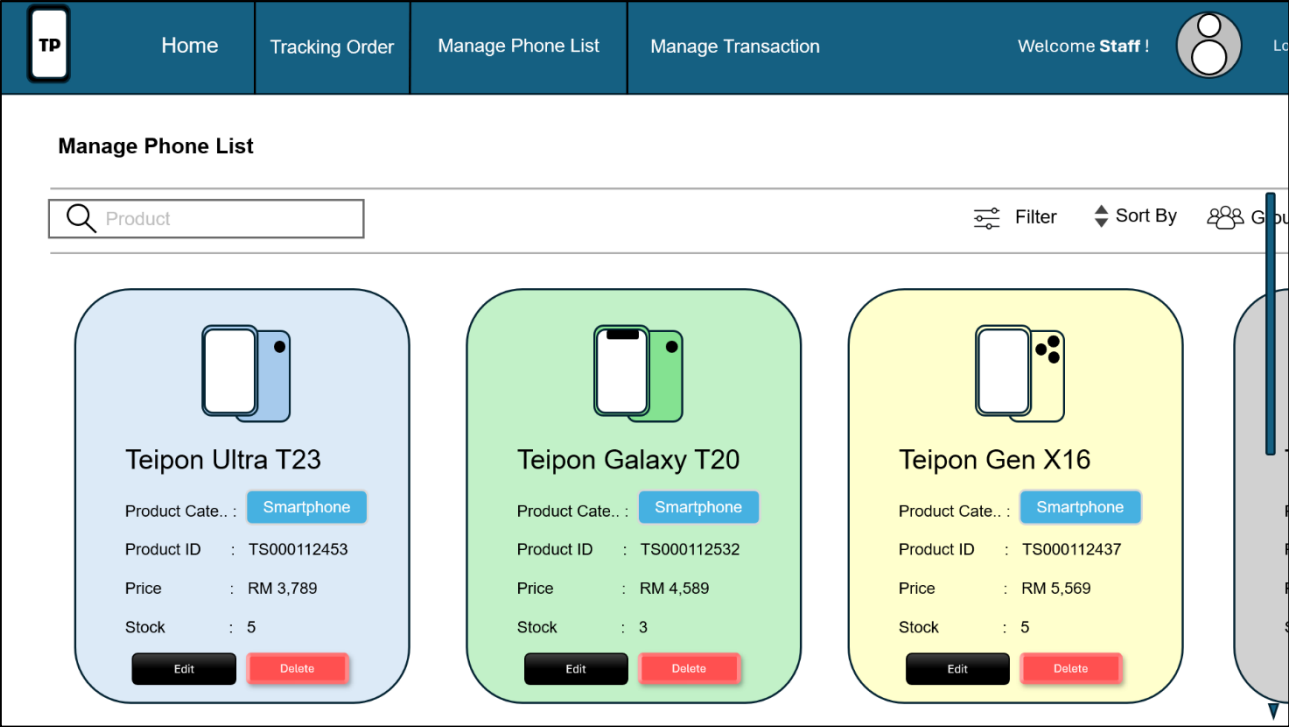 TP
Home
Tracking Order
Manage Phone List
Manage Transaction
Welcome Staff !
Manage Phone List
Product
Filter
Sort By
Teipon Ultra T23
Product Cate.. : Smartphone
Product ID : TS000112453
Price : RM 3,789
Stock : 5
Edit Delete
Teipon Galaxy T20
Product Cate.. : Smartphone
Product ID : TS000112532
Price : RM 4,589
Stock : 3
Edit Delete
Teipon Gen X16
Product Cate.. : Smartphone
Product ID : TS000112437
Price : RM 5,569
Stock : 5
Edit Delete